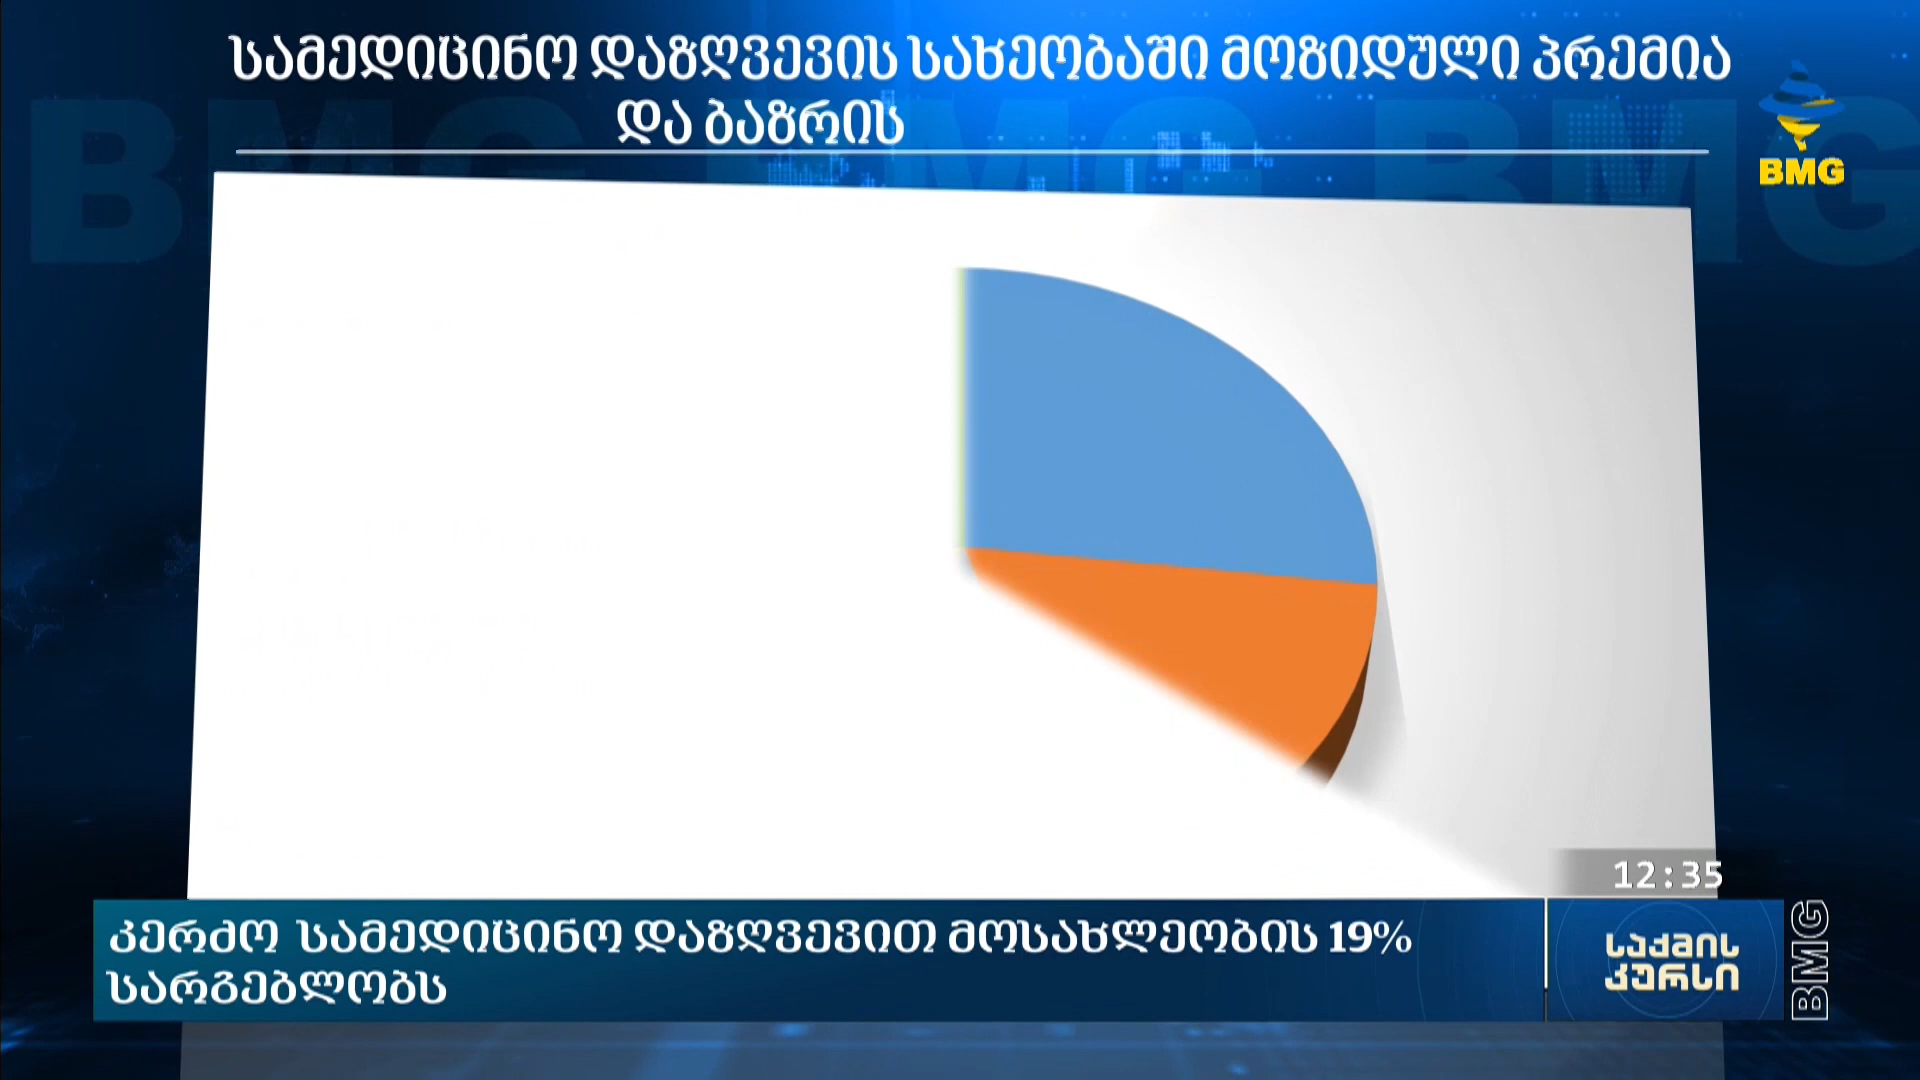 სამედიცინო დაზღვევის სახეობაში მოზიდული პრემია
და ბაზრის
BMG
12:35
კერძო სამედიცინო დაზღვევით მოსახლეობის 19%
სარგებლობს
საქმის
კურსი
BMG